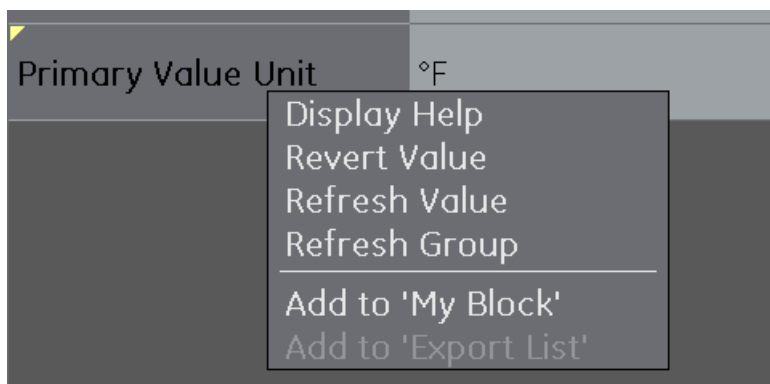 Primary Value Unit °F
Display Help
Revert Value
Refresh Value
Refresh Group
Add to 'My Block'
Add to 'Export List'